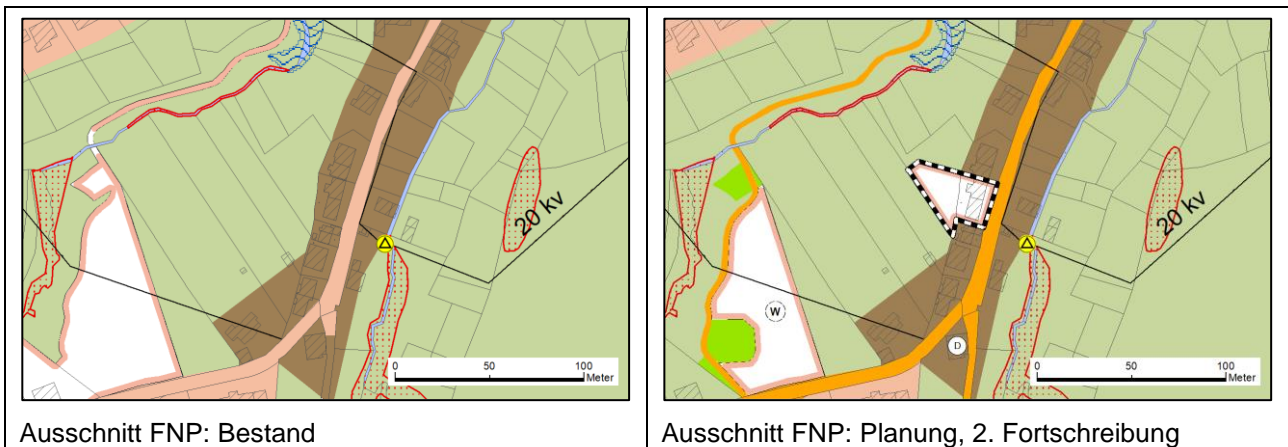 20 kv
0 50 100
Meter
Ausschnitt FNP: Bestand
20 kv
W
D
0 50 100
Meter
Ausschnitt FNP: Planung, 2. Fortschreibung